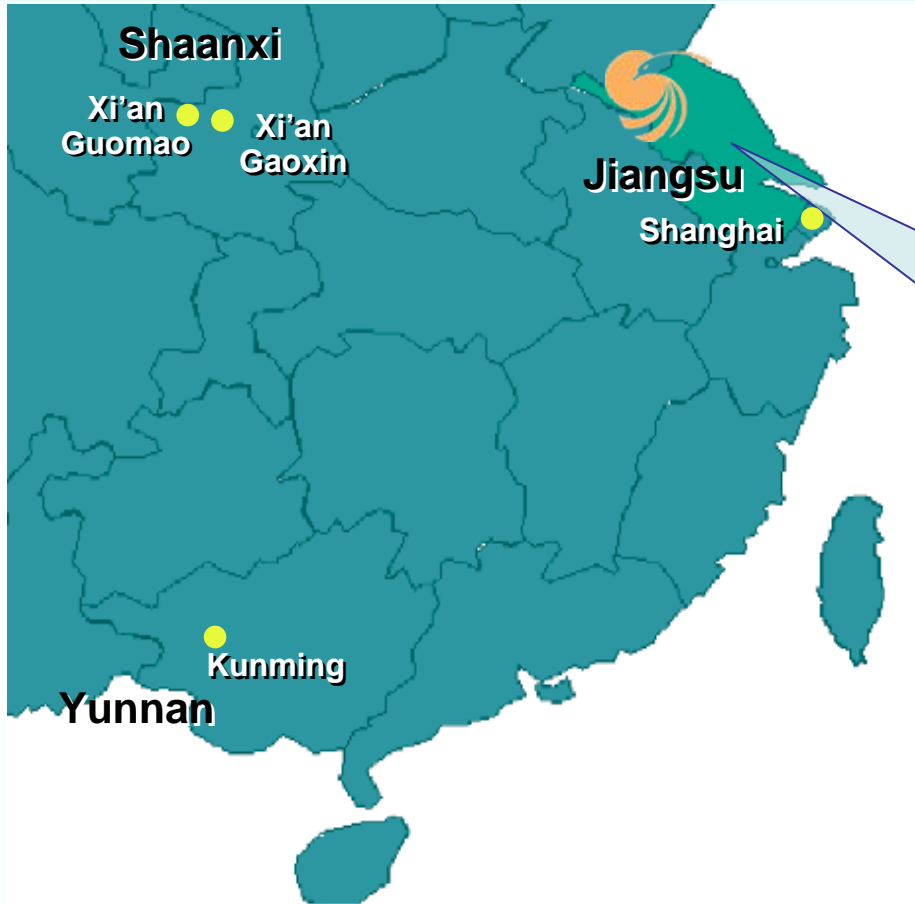 Shaanxi
Xi'an
Guomao
Xi'an
Gaoxin
Jiangsu
Shanghai
Kunming
Yunnan